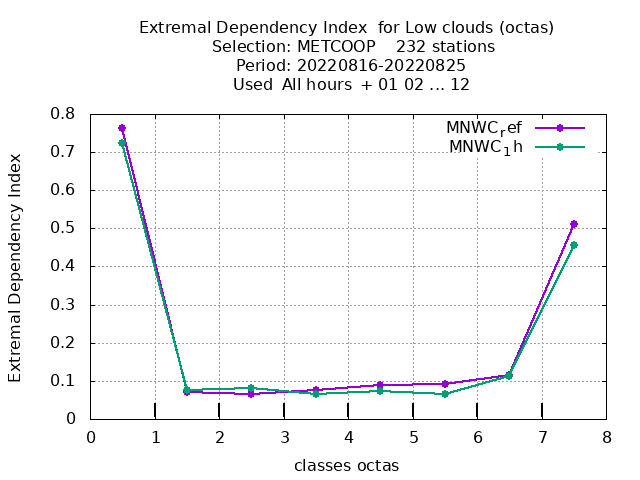 Extremal Dependency Index  for Low clouds (octas)
Selection: METCOOP    232 stations
Period: 20220816-20220825
Used  All hours  + 01 02 ... 12
MNWCref
MNWC1h
Extremal Dependency Index
0.8
0.7
0.6
0.5
0.4
0.3
0.2
0.1
0
0 1 2 3 4 5 6 7 8
classes octas